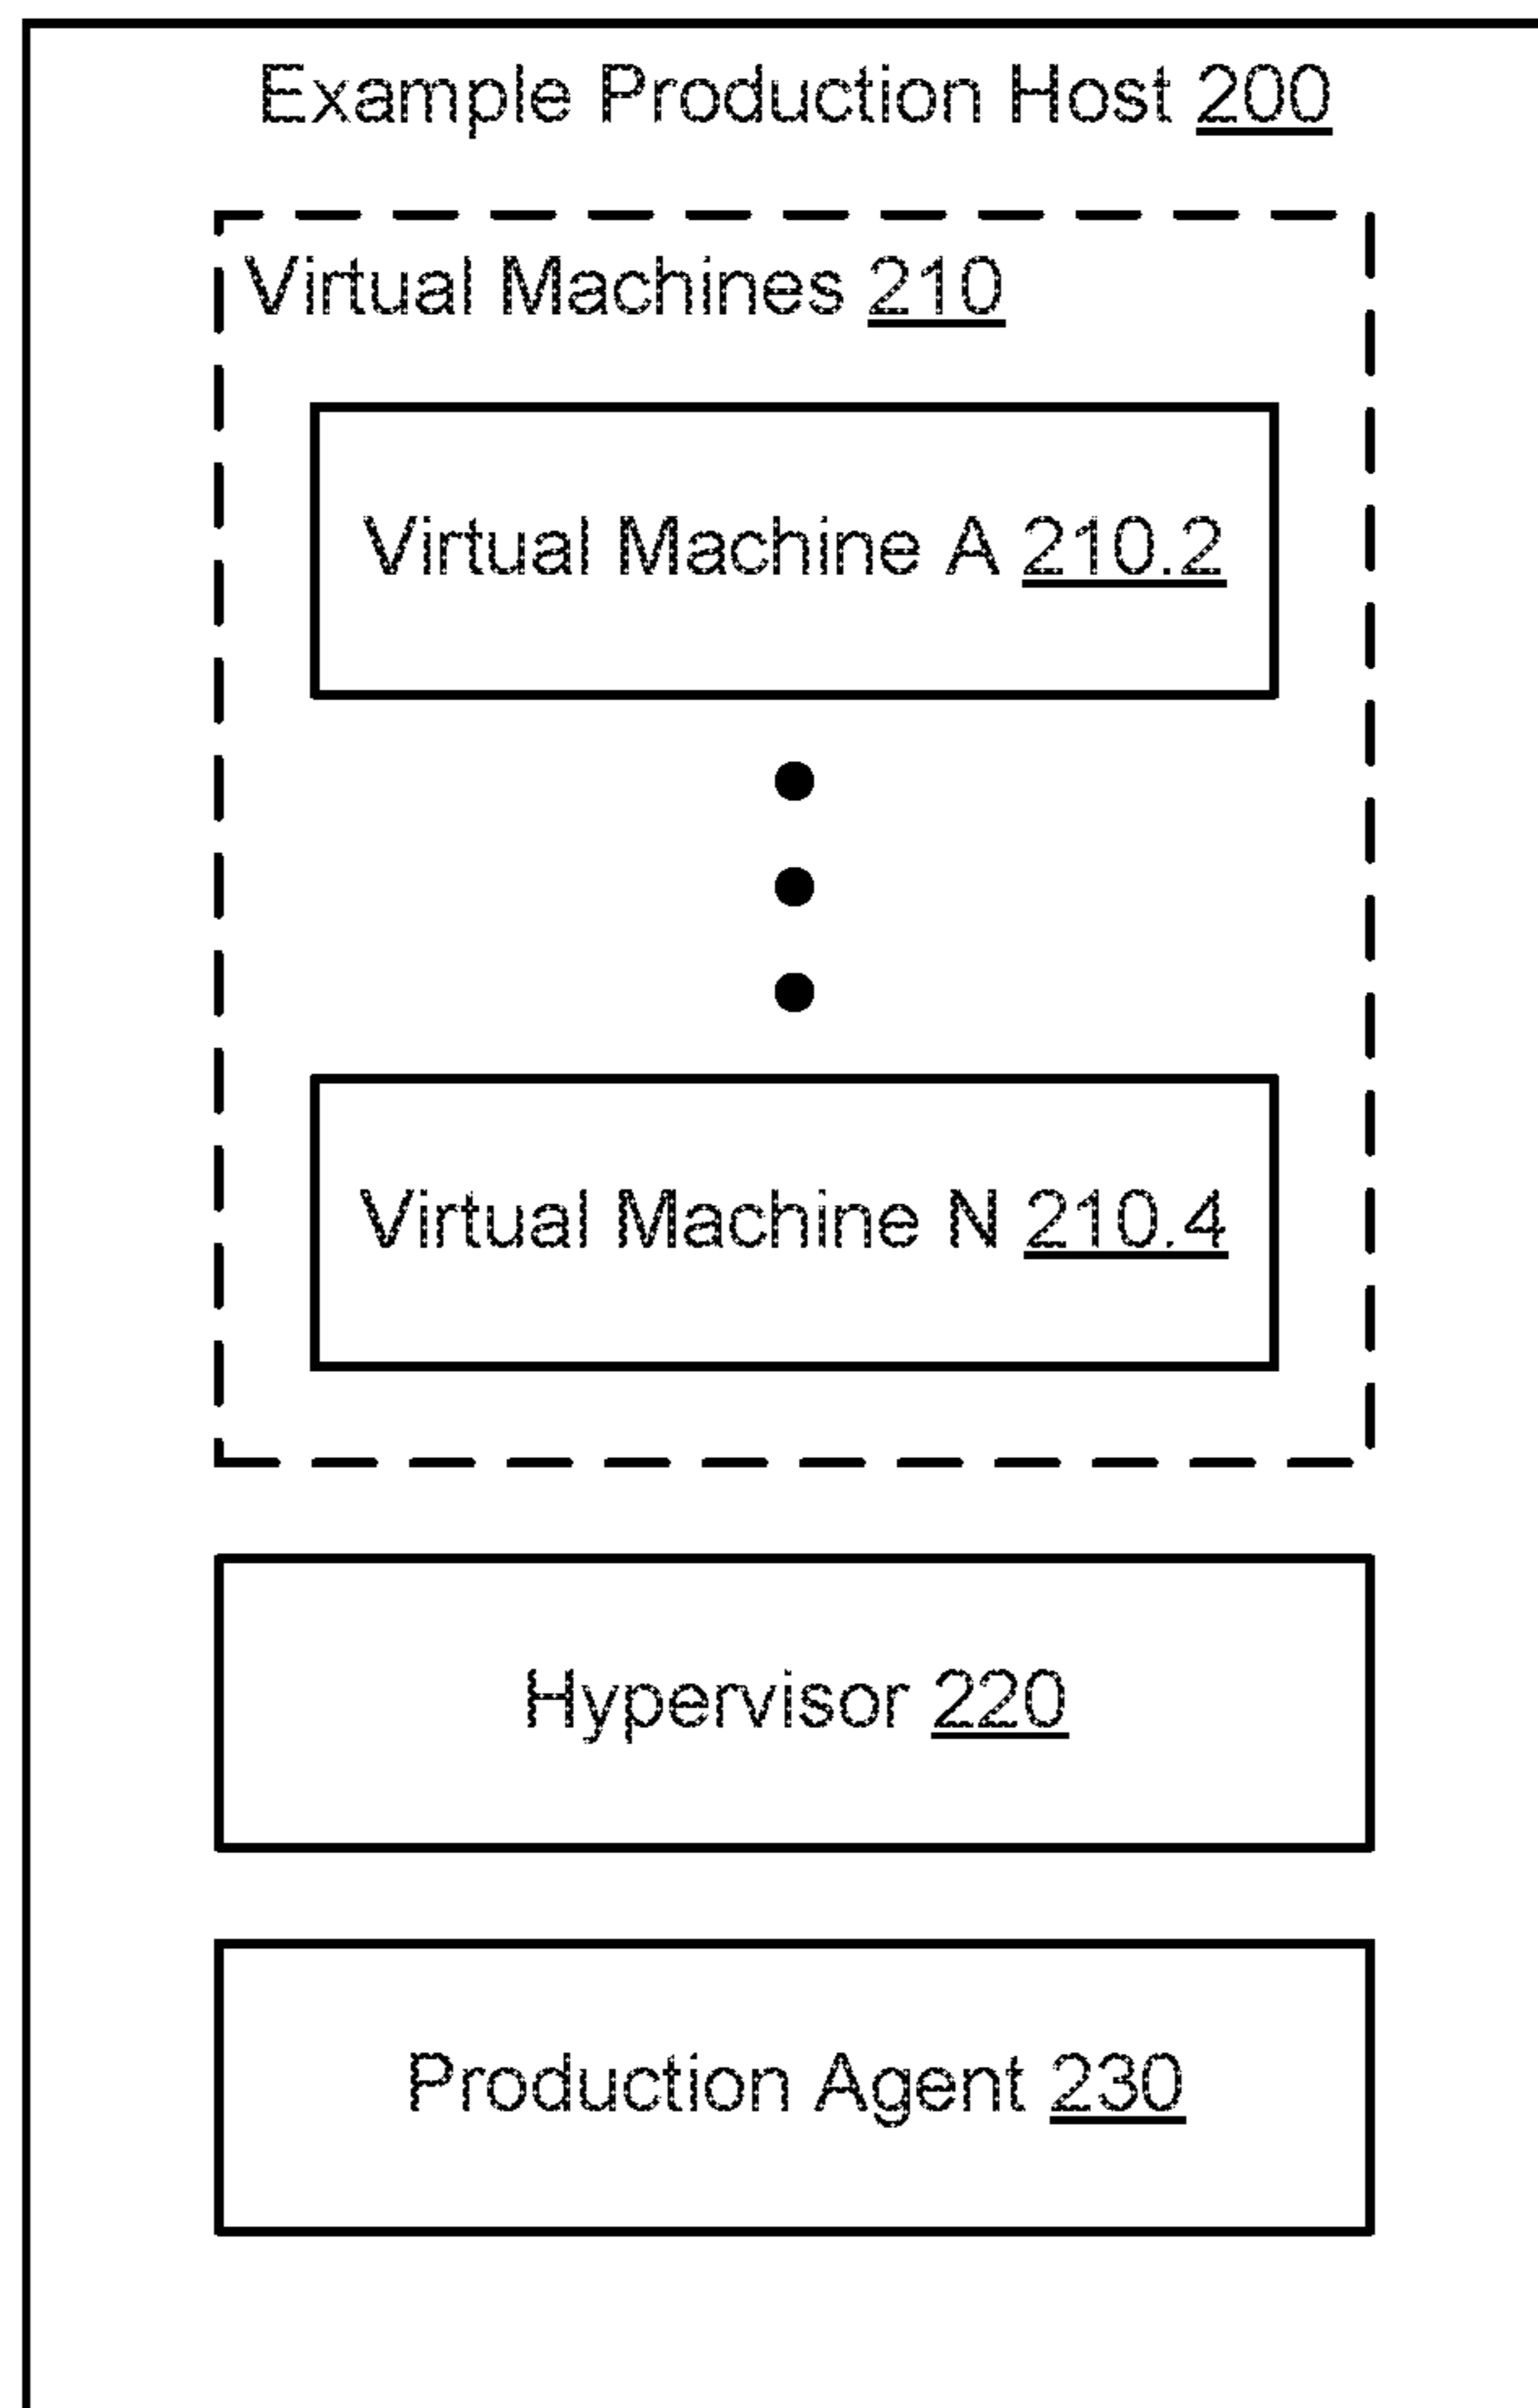 Example Production Host 200
Virtual Machines 210
Virtual Machine A 210.2
Virtual Machine N 210.4
Hypervisor 220
Production Agent 230